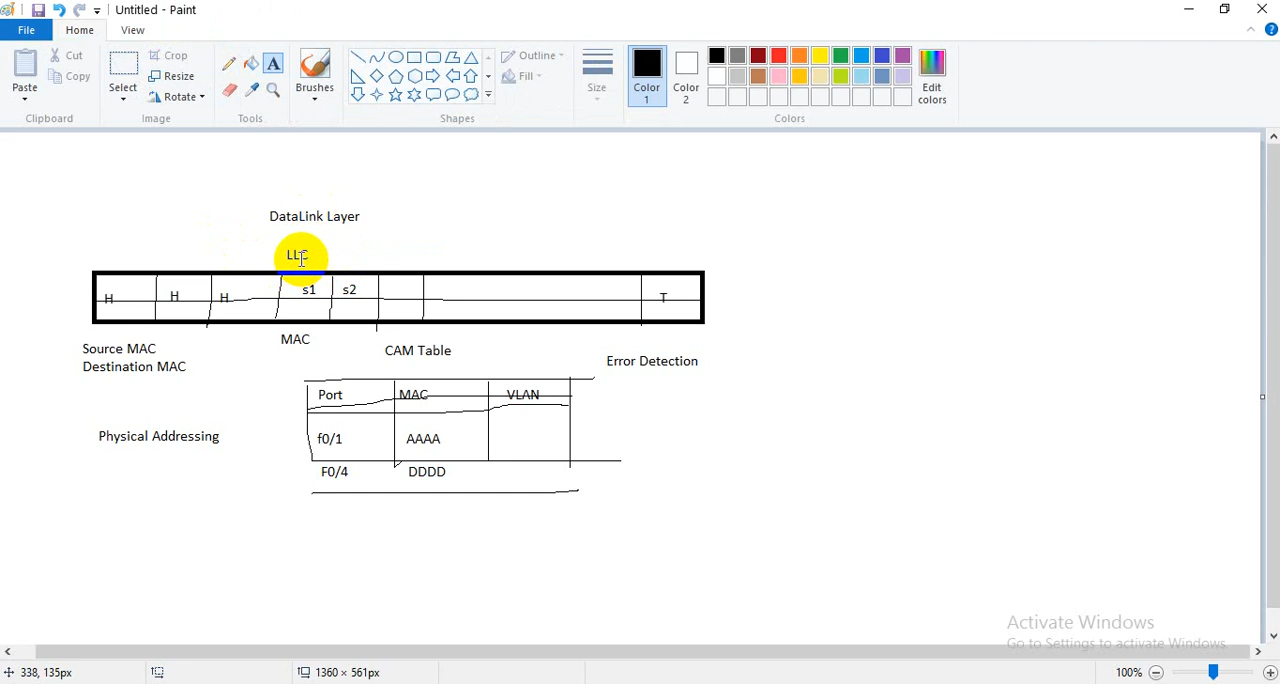 Untitled - Paint
File
Home
View
Paste
Cut
Copy
Clipboard
Select
Crop
Resize
Rotate
Image
A
Tools
Brushes
Outline
Fill
Shapes
Size
Color 1
Color 2
Edit colors
Colors
DataLink Layer
LLC
H H H s1 s2 T
Source MAC
Destination MAC
MAC
CAM Table
Error Detection
Port MAC VLAN
Physical Addressing
f0/1 AAAA
F0/4 DDDD
Activate Windows
Go to Settings to activate Windows.
338, 135px
1360 × 561px
100%